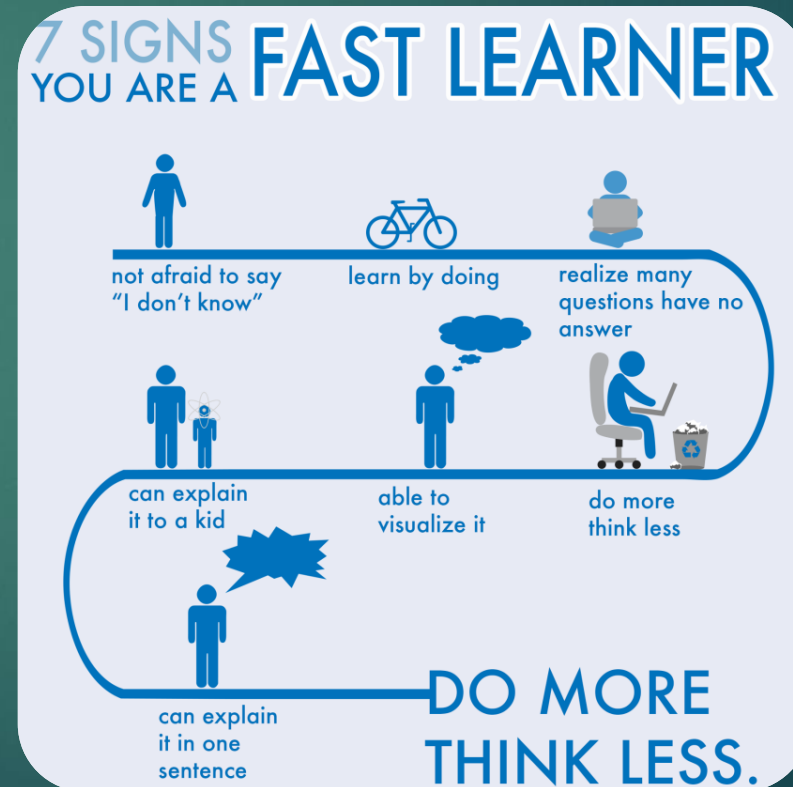 7 SIGNS
YOU ARE A FAST LEARNER
not afraid to say
“I don’t know”
learn by doing
realize many
questions have no
answer
do more
think less
able to
visualize it
can explain
it to a kid
can explain
it in one
sentence
DO MORE
THINK LESS.